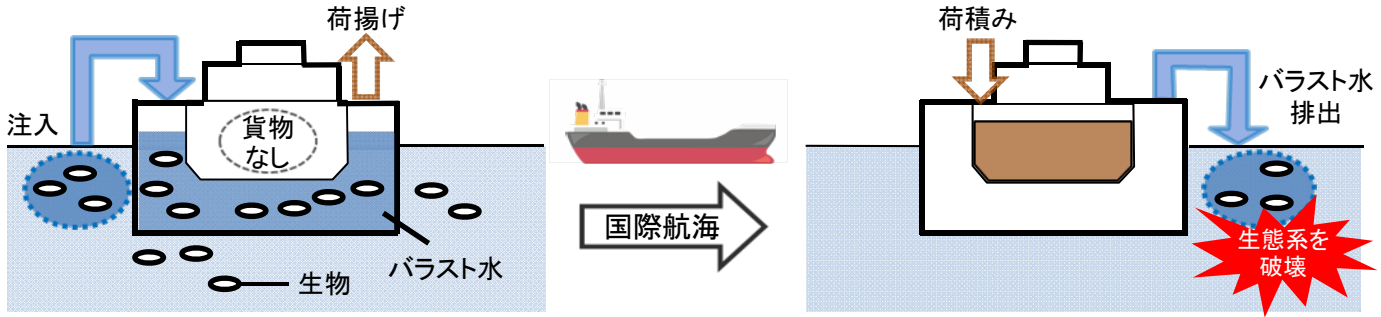 荷揚げ
注入
貨物
なし
バラスト水
生物
国際航海
荷積み
バラスト水
排出
生態系を
破壊